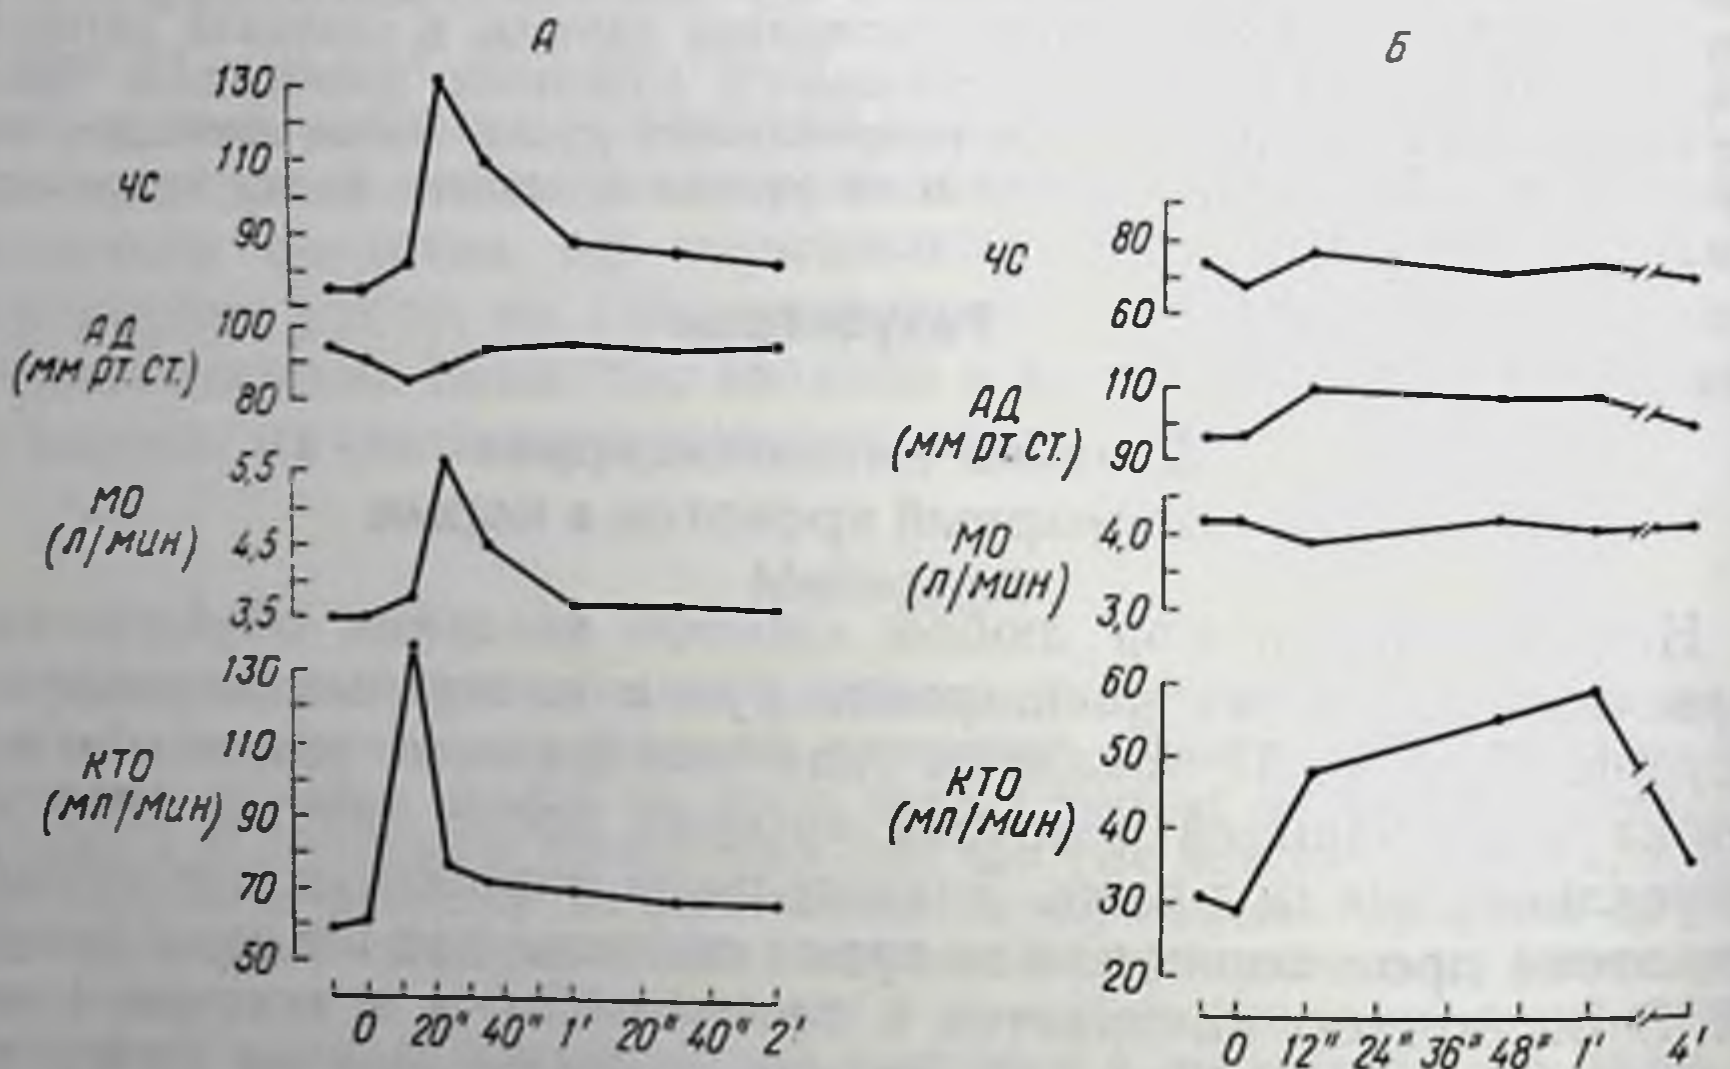 А
130
110
90
ЧС
100
80
АД
(мм рт. ст.)
5,5
4,5
3,5
МО
(л/мин)
130
110
90
70
50
КТО
(мл/мин)
0 20" 40" 1' 20" 40" 2'
Б
80
60
ЧС
110
90
АД
(мм рт. ст.)
4,0
3,0
МО
(л/мин)
60
50
40
30
20
КТО
(мл/мин)
0 12" 24" 36" 48" 1' 4'